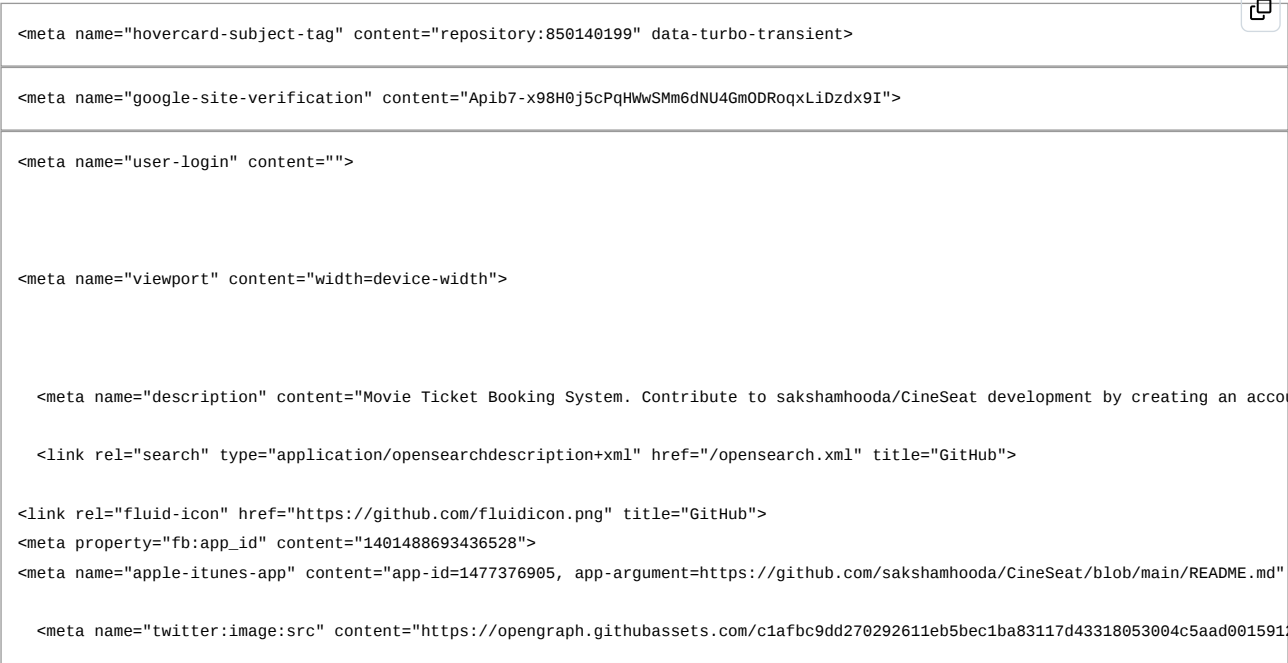 <meta name="hovercard-subject-tag" content="repository:850140199" data-turbo-transient>
<meta name="google-site-verification" content="Apib7-x98H0j5cPqHWwSMm6dNU4GmODRoqxLiDzdx9I">
<meta name="user-login" content="">
<meta name="viewport" content="width=device-width">
<meta name="description" content="Movie Ticket Booking System. Contribute to sakshamhooda/CineSeat development by creating an
<link rel="search" type="application/opensearchdescription+xml" href="/opensearch.xml" title="GitHub">
<link rel="fluid-icon" href="https://github.com/fluidicon.png" title="GitHub">
<meta property="fb:app_id" content="1401488693436528">
<meta name="apple-itunes-app" content="app-id=1477376905, app-argument=https://github.com/sakshamhooda/CineSeat/blob/main/README.md"
<meta name="twitter:image:src" content="https://opengraph.githubassets.com/c1afbc9dd270292611eb5bec1ba83117d43318053004c5aad001591